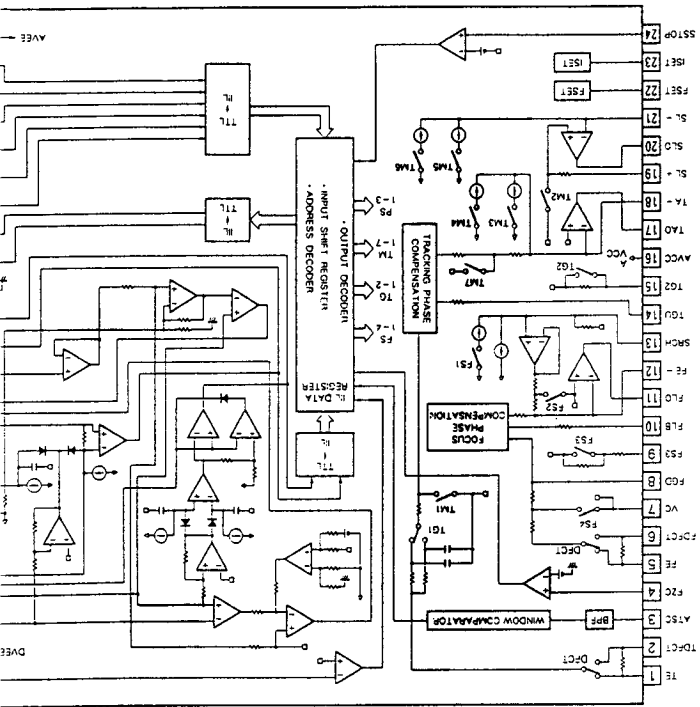 TE 1
DFCT
TDFCT 2
DVEE
ATSC 3
BPF
WINDOW COMPARATOR
FZC 4
FE 5
DFCT
FDFCT 6
TG1
FS4
VC 7
TM1
FGD 8
TTL
IIL
FS3 9
FS3
FLB 10
FOCUS
PHASE
COMPENSATION
IIL DATA
REGISTER
• INPUT SHIFT REGISTER
• ADDRESS DECODER
• OUTPUT DECODER
FEO 11
FS2
FE - 12
FS1
SRCH 13
FS
1-4
TGU 14
TG
1-2
TG2 15
TG2
TM7
TRACKING PHASE
COMPENSATION
TM
1-7
AVCC 16
A
VCC
PS
1-3
TAO 17
TA - 18
TM2
TM3
TM4
TTL
IIL
SL + 19
SLO 20
TM5
TM6
SL - 21
TTL
IIL
FSET 22
FSET
ISET 23
ISET
SSTOP 24
AVEE